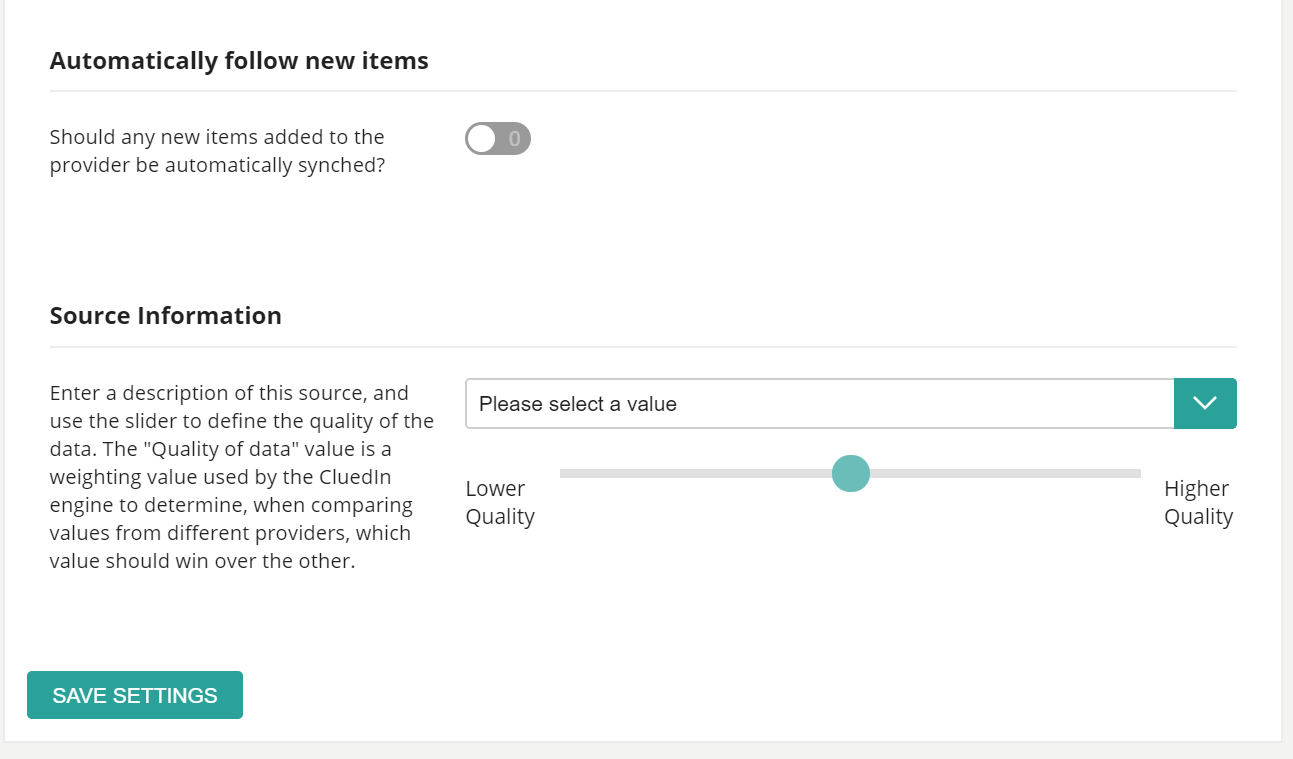 Automatically follow new items
Should any new items added to the
provider be automatically synched?
0
Source Information
Enter a description of this source, and
use the slider to define the quality of the
data. The "Quality of data" value is a
weighting value used by the CluedIn
engine to determine, when comparing
values from different providers, which
value should win over the other.
Please select a value
Lower
Quality
Higher
Quality
SAVE SETTINGS